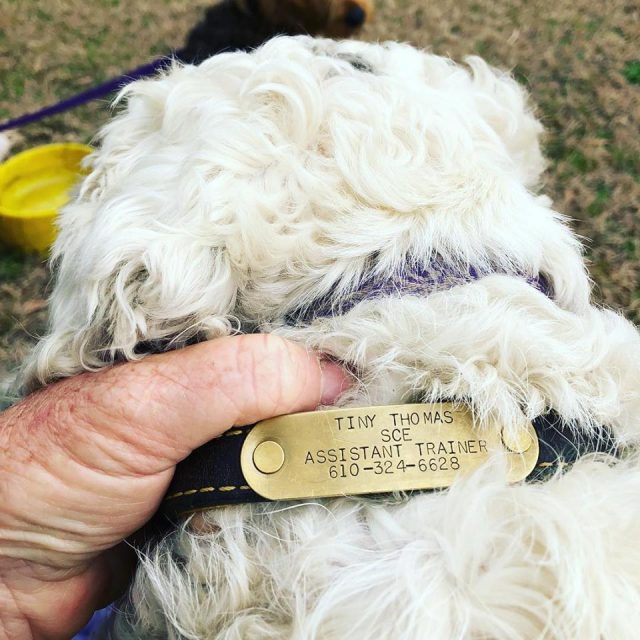 TINY THOMAS
SCE
ASSISTANT TRAINER
610-324-6628